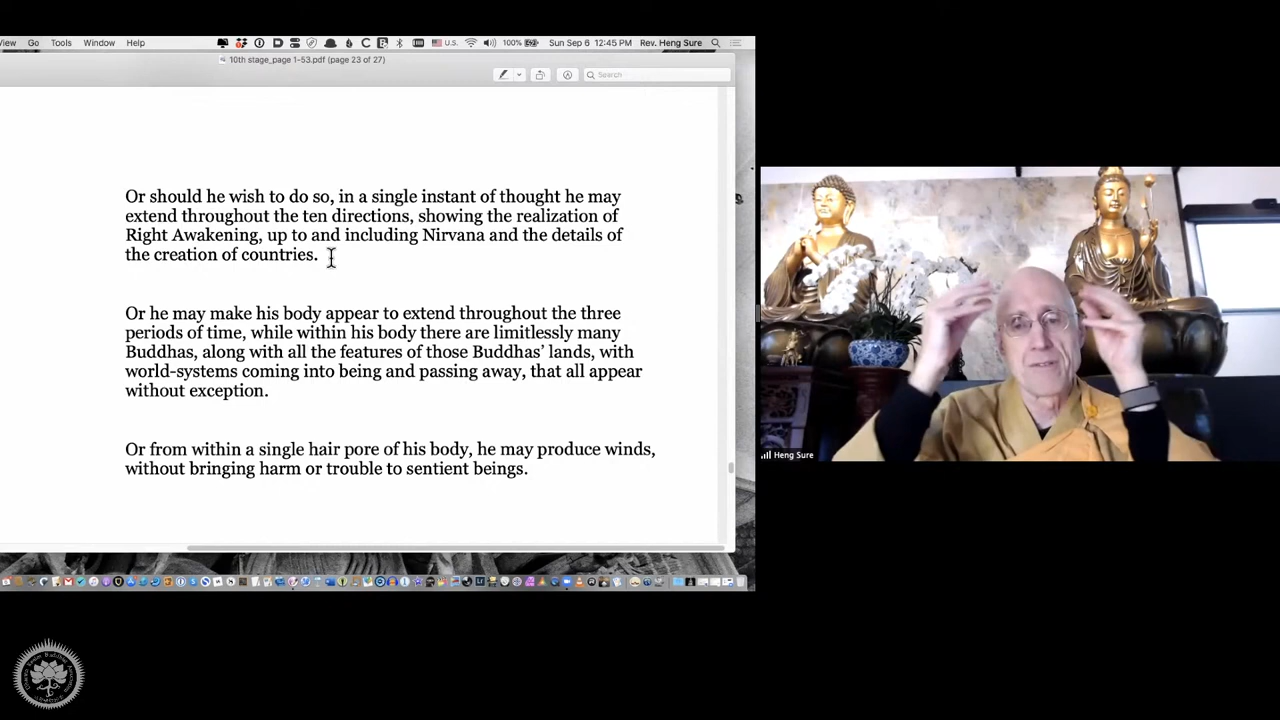 View Go Tools Window Help
U.S. 100% Sun Sep 6 12:45 PM Rev. Heng Sure
10th stage_page 1-53.pdf (page 23 of 27)
Search
Or should he wish to do so, in a single instant of thought he may
extend throughout the ten directions, showing the realization of
Right Awakening, up to and including Nirvana and the details of
the creation of countries.
Or he may make his body appear to extend throughout the three
periods of time, while within his body there are limitlessly many
Buddhas, along with all the features of those Buddhas’ lands, with
world-systems coming into being and passing away, that all appear
without exception.
Or from within a single hair pore of his body, he may produce winds,
without bringing harm or trouble to sentient beings.
Heng Sure